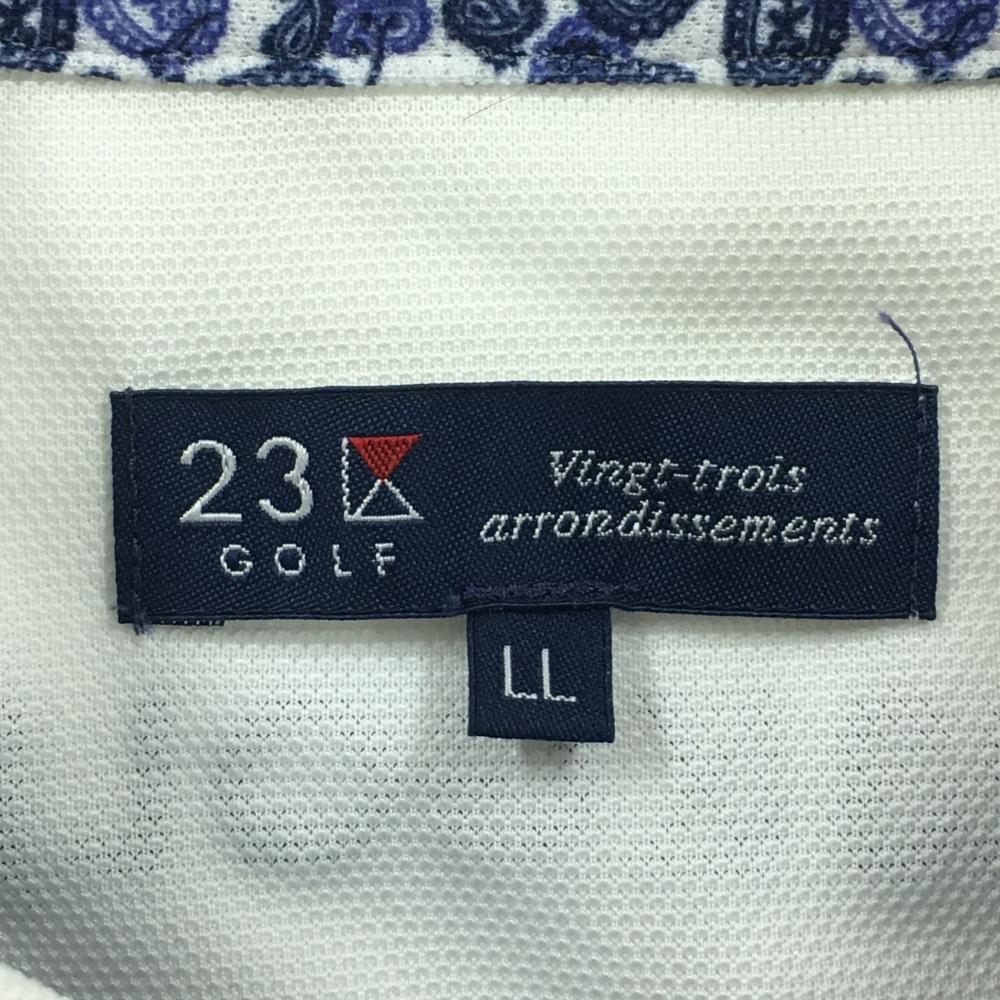 23
GOLF
Vingt-trois
arrondissements
LL